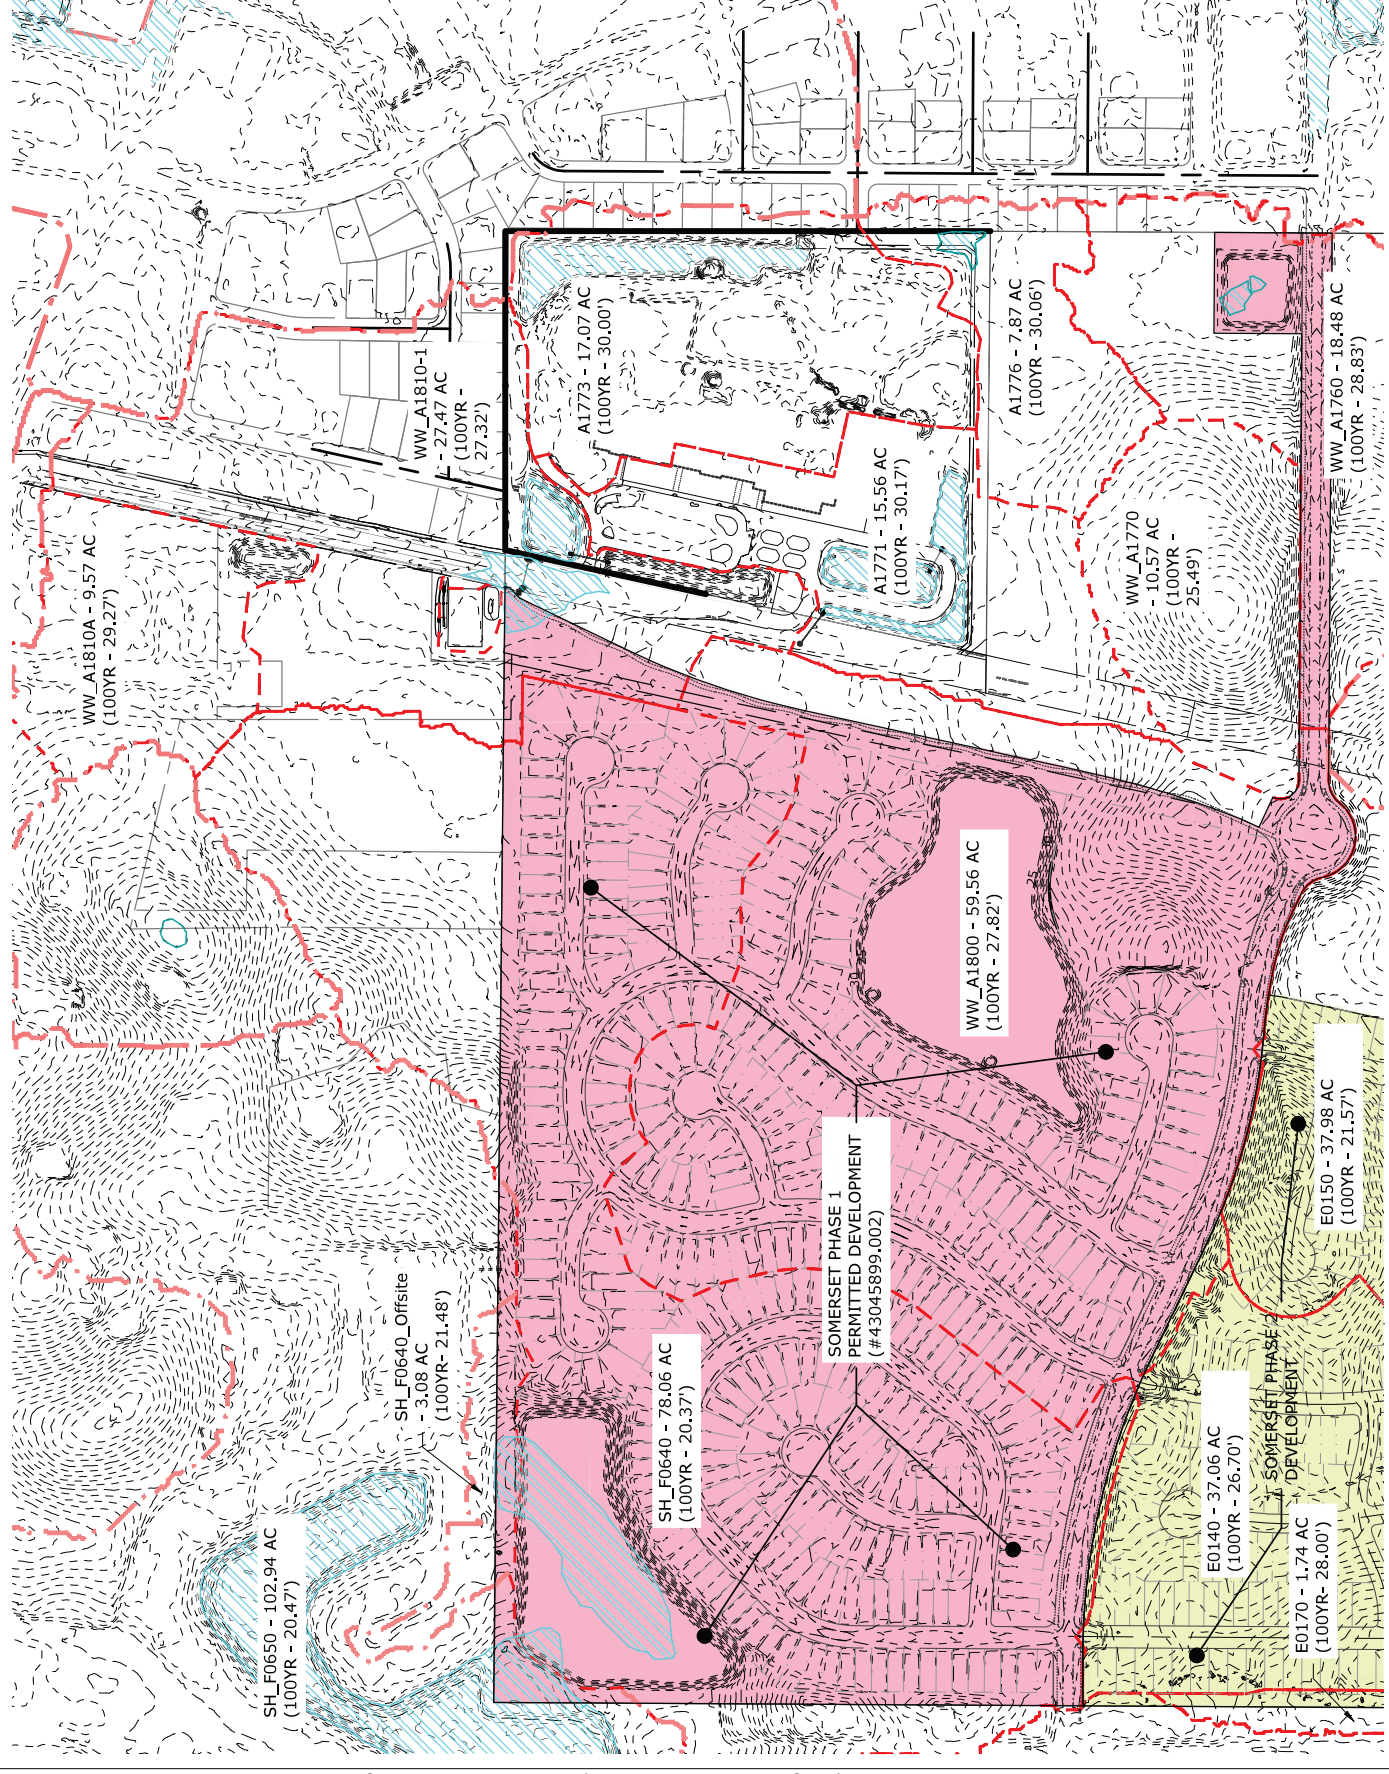 WW_A1810A - 9.57 AC
(100YR - 29.27')
WW_A1810-1
- 27.47 AC
(100YR -
27.32')
A1773 - 17.07 AC
(100YR - 30.00')
A1771 - 15.56 AC
(100YR - 30.17')
A1776 - 7.87 AC
(100YR - 30.06')
WW_A1770
- 10.57 AC
(100YR -
25.49')
WW_A1760 - 18.48 AC
(100YR - 28.83')
WW_A1800 - 59.56 AC
(100YR - 27.82')
25
SOMERSET PHASE 1
PERMITTED DEVELOPMENT
(#43045899.002)
SH_F0640_Offsite
- 3.08 AC
(100YR- 21.48')
SH_F0640 - 78.06 AC
(100YR - 20.37')
SH_F0650 - 102.94 AC
(100YR - 20.47')
E0150 - 37.98 AC
(100YR - 21.57')
SOMERSET PHASE 2
DEVELOPMENT
E0140 - 37.06 AC
(100YR - 26.70')
E0170 - 1.74 AC
(100YR- 28.00')